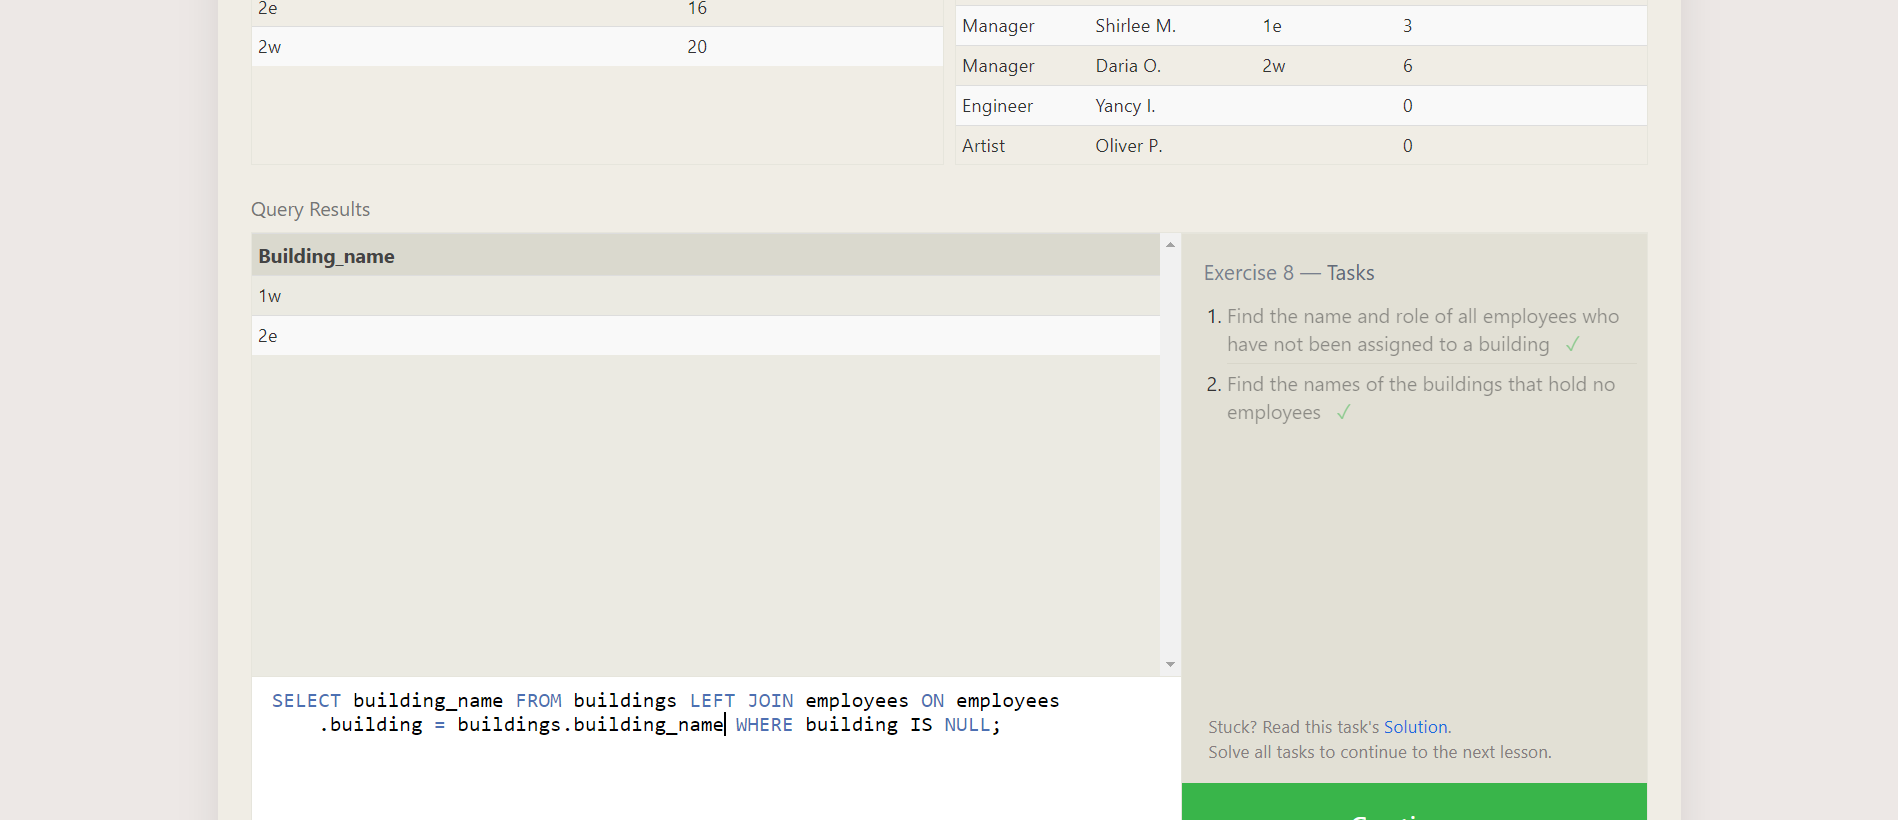 2e 16
2w 20
Manager Shirlee M. 1e 3
Manager Daria O. 2w 6
Engineer Yancy I. 0
Artist Oliver P. 0
Query Results
Building_name
1w
2e
Exercise 8 — Tasks
1. Find the name and role of all employees who
have not been assigned to a building ✓
2. Find the names of the buildings that hold no
employees ✓
SELECT building_name FROM buildings LEFT JOIN employees ON employees
.building = buildings.building_name WHERE building IS NULL;
Stuck? Read this task's Solution.
Solve all tasks to continue to the next lesson.